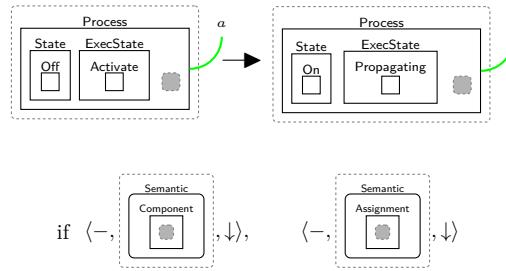 Process a Process
State ExecState State ExecState
Off Activate On Propagating
Semantic Semantic
Component Assignment
if ⟨−, , ↓⟩, ⟨−, , ↓⟩